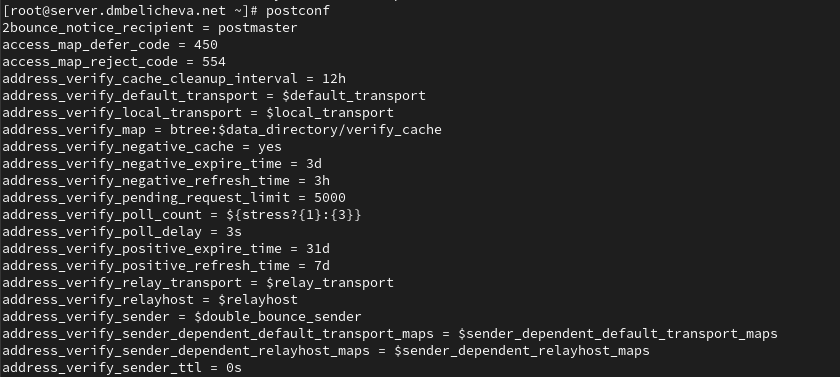 [root@server.dmbelicheva.net ~]# postconf
2bounce_notice_recipient = postmaster
access_map_defer_code = 450
access_map_reject_code = 554
address_verify_cache_cleanup_interval = 12h
address_verify_default_transport = $default_transport
address_verify_local_transport = $local_transport
address_verify_map = btree:$data_directory/verify_cache
address_verify_negative_cache = yes
address_verify_negative_expire_time = 3d
address_verify_negative_refresh_time = 3h
address_verify_pending_request_limit = 5000
address_verify_poll_count = ${stress?{1}:{3}}
address_verify_poll_delay = 3s
address_verify_positive_expire_time = 31d
address_verify_positive_refresh_time = 7d
address_verify_relay_transport = $relay_transport
address_verify_relayhost = $relayhost
address_verify_sender = $double_bounce_sender
address_verify_sender_dependent_default_transport_maps = $sender_dependent_default_transport_maps
address_verify_sender_dependent_relayhost_maps = $sender_dependent_relayhost_maps
address_verify_sender_ttl = 0s